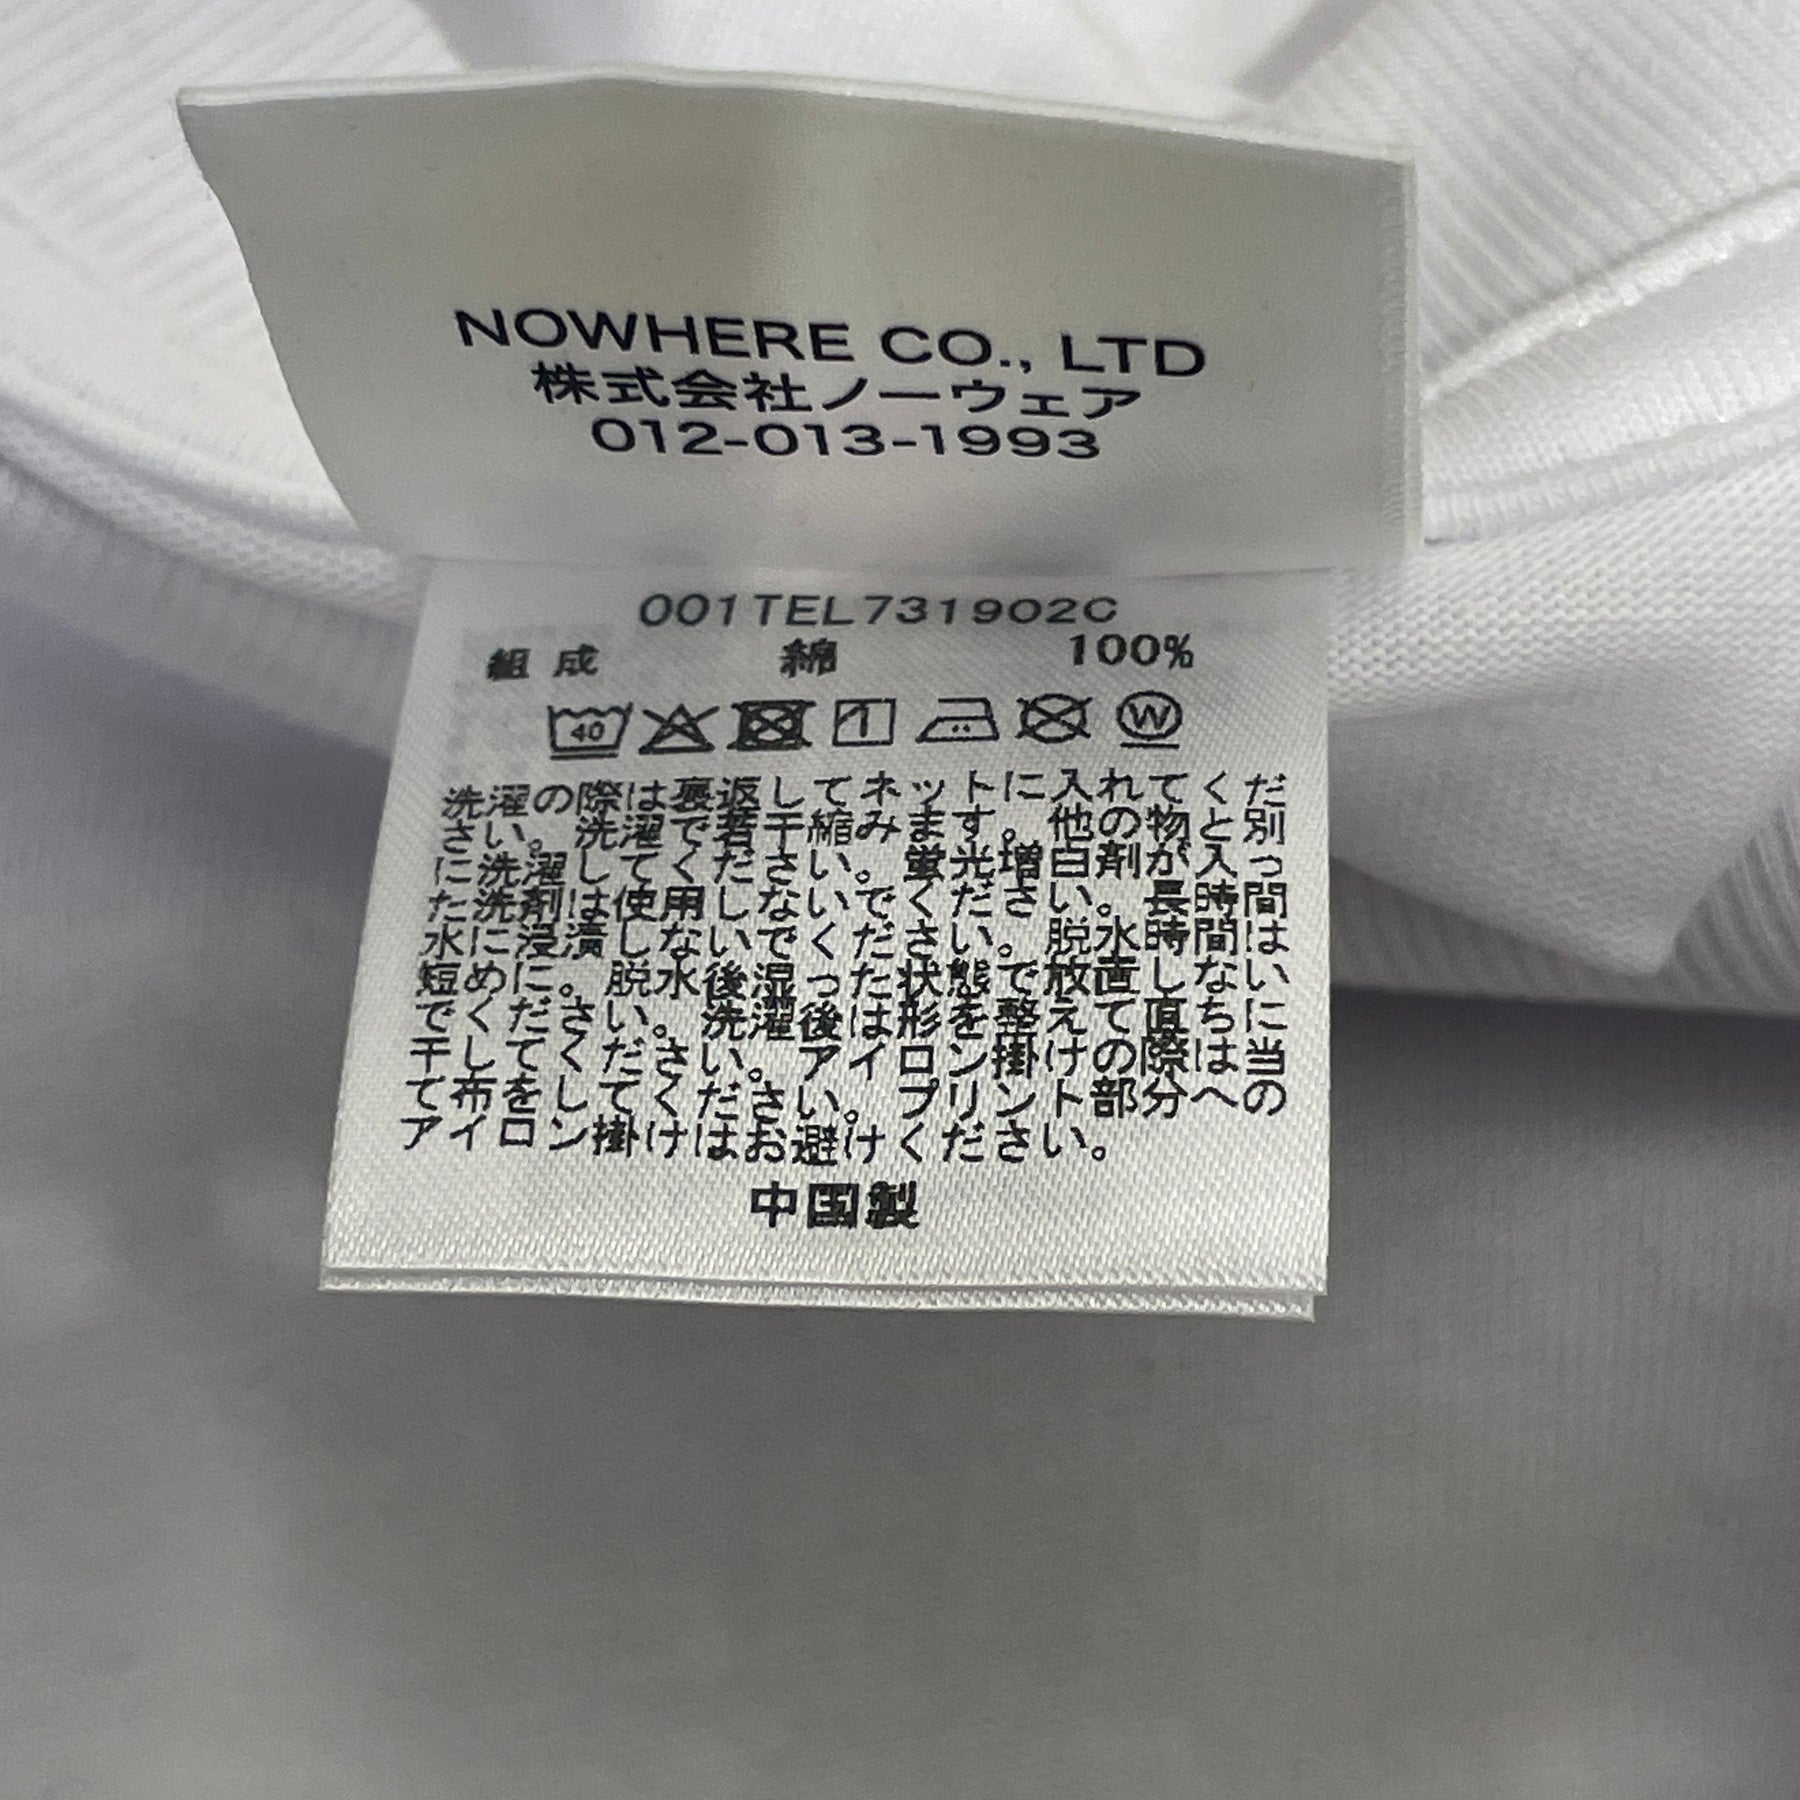 NOWHERE CO., LTD
株式会社ノーウェア
012-013-1993
001TEL731902C
組成 綿 100%
40 W
洗濯の際は裏返してネットに入れてくだ
さい。洗濯で若干縮みます。他の物と別
に洗濯してください。蛍光増白剤が入っ
た洗剤は使用しないでください。長時間
水に浸漬しないでください。脱水時間は
短めに。脱水後湿った状態で放置しない
でください。洗濯後は形を整えて直ちに
干してください。アイロン掛けの際は当
て布をしてください。プリント部分への
アイロン掛けはお避けください。
中国製